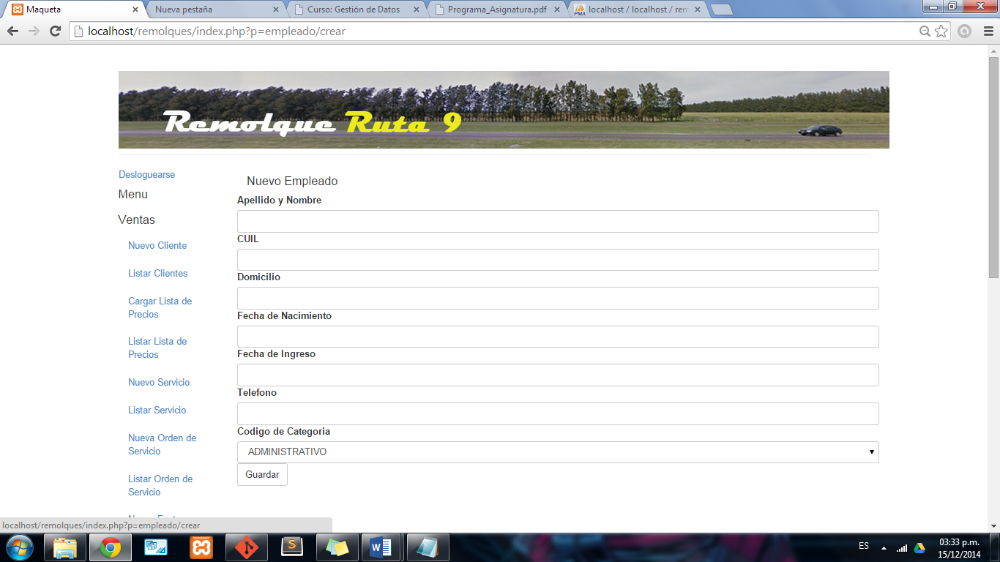 Maqueta
Nueva pestaña
Curso: Gestión de Datos
Programa_Asignatura.pdf
localhost / localhost / rem
localhost/remolques/index.php?p=empleado/crear
Remolque Ruta 9
Desloguearse
Menu
Ventas
Nuevo Cliente
Listar Clientes
Cargar Lista de
Precios
Listar Lista de
Precios
Nuevo Servicio
Listar Servicio
Nueva Orden de
Servicio
Listar Orden de
Servicio
Nuevo Empleado
Apellido y Nombre
CUIL
Domicilio
Fecha de Nacimiento
Fecha de Ingreso
Telefono
Codigo de Categoria
ADMINISTRATIVO
Guardar
localhost/remolques/index.php?p=empleado/crear
ES
03:33 p.m.
15/12/2014